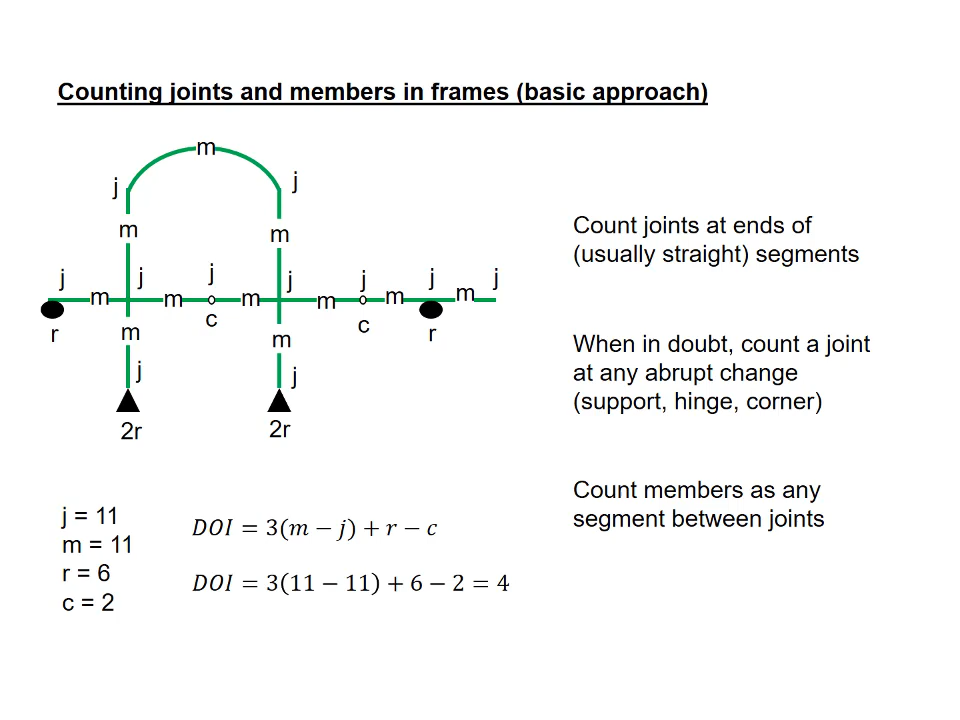 Counting joints and members in frames (basic approach)
m
j j
m m
j j j j j j j
m m m m m m
r c c r
m m
j j
2r 2r
j = 11
m = 11
r = 6
c = 2
DOI = 3(m − j) + r − c
DOI = 3(11 − 11) + 6 − 2 = 4
Count joints at ends of
(usually straight) segments
When in doubt, count a joint
at any abrupt change
(support, hinge, corner)
Count members as any
segment between joints